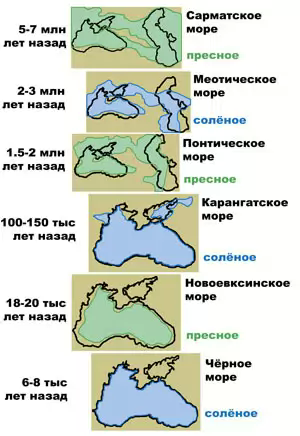 5-7 млн
лет назад
Сарматское
море
пресное
2-3 млн
лет назад
Меотическое
море
солёное
1.5-2 млн
лет назад
Понтическое
море
пресное
100-150 тыс
лет назад
Карангатское
море
солёное
18-20 тыс
лет назад
Новоевксинское
море
пресное
6-8 тыс
лет назад
Чёрное
море
солёное